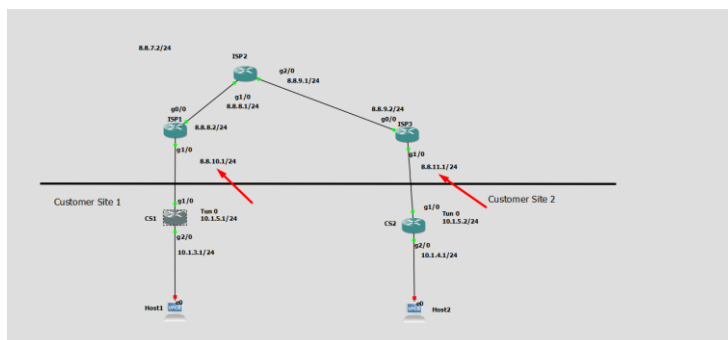 8.8.7.2/24
ISP2
g2/0
8.8.9.1/24
g1/0
8.8.8.1/24
g0/0
ISP1
8.8.8.2/24
8.8.9.2/24
g0/0
ISP3
g1/0
8.8.10.1/24
g1/0
8.8.11.1/24
Customer Site 1
Customer Site 2
g1/0
Tun 0
10.1.5.1/24
CS1
g2/0
10.1.3.1/24
g1/0
Tun 0
10.1.5.2/24
CS2
g2/0
10.1.4.1/24
Host1
e0
e0
Host2